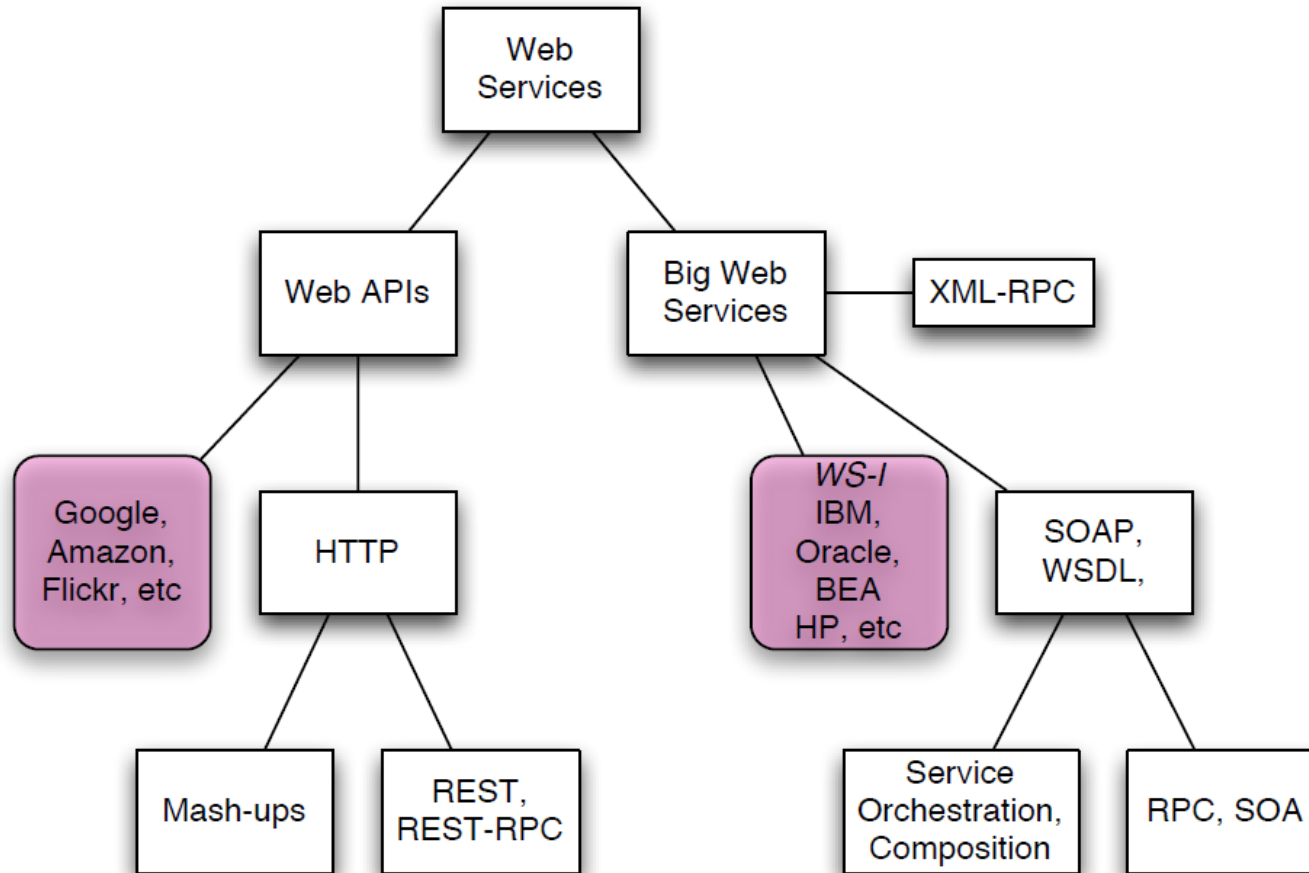 Web
Services
Web APIs
Big Web
Services
XML-RPC
Google,
Amazon,
Flickr, etc
HTTP
WS-I
IBM,
Oracle,
BEA
HP, etc
SOAP,
WSDL,
Mash-ups
REST,
REST-RPC
Service
Orchestration,
Composition
RPC, SOA